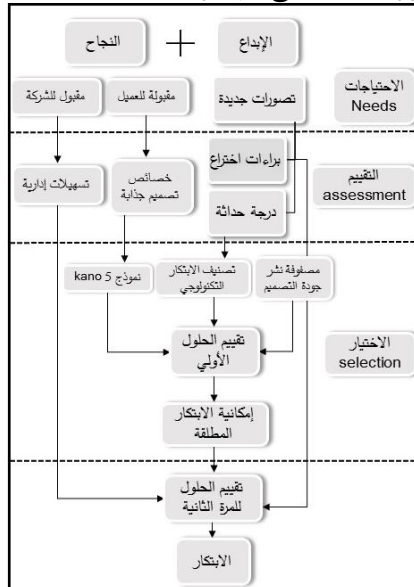 النجاح + الإبداع
مقبول للشركة
مقبولة للعميل
تصورات جديدة
الاحتياجات
Needs
تسهيلات إدارية
خصائص
تصميم جذابة
براءات اختراع
درجة حداثة
التقييم
assessment
نموذج kano 5
تصنيف الابتكار
التكنولوجي
مصفوفة نشر
جودة التصميم
تقييم الحلول
الأولي
إمكانية الابتكار
المطلقة
الاختيار
selection
تقييم الحلول
للمرة الثانية
الابتكار